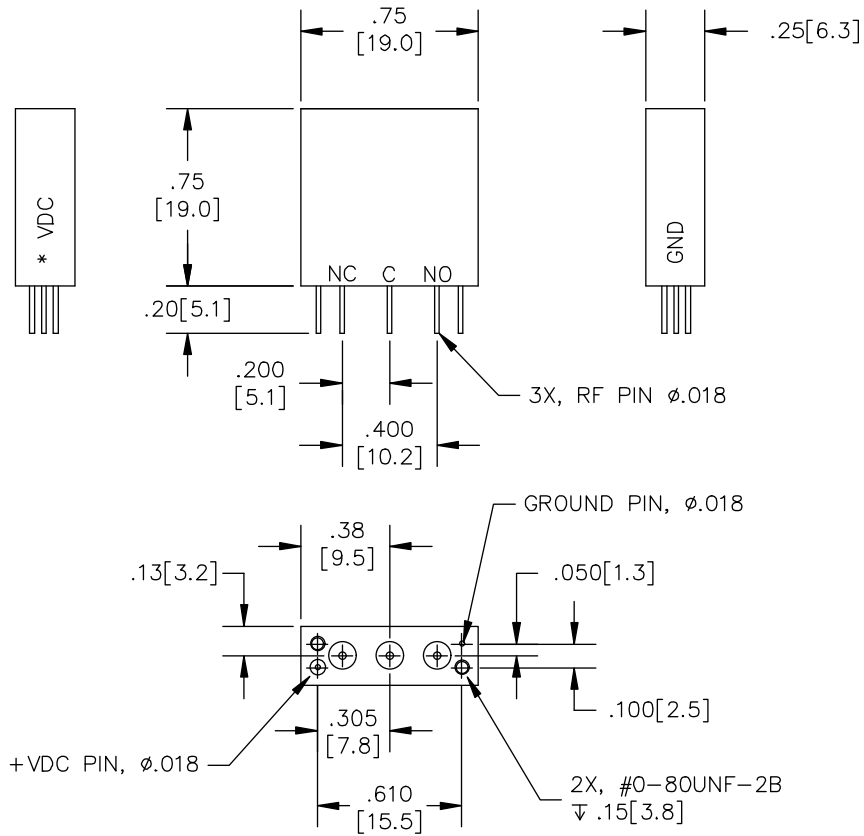 .75
[19.0]
.25[6.3]
.75
[19.0]
* VDC
GND
NC C NO
.20[5.1]
.200
[5.1]
3X, RF PIN ø.018
.400
[10.2]
GROUND PIN, ø.018
.38
[9.5]
.13[3.2]
.050[1.3]
.100[2.5]
.305
[7.8]
+VDC PIN, ø.018
.610
[15.5]
2X, #0-80UNF-2B
↧ .15[3.8]